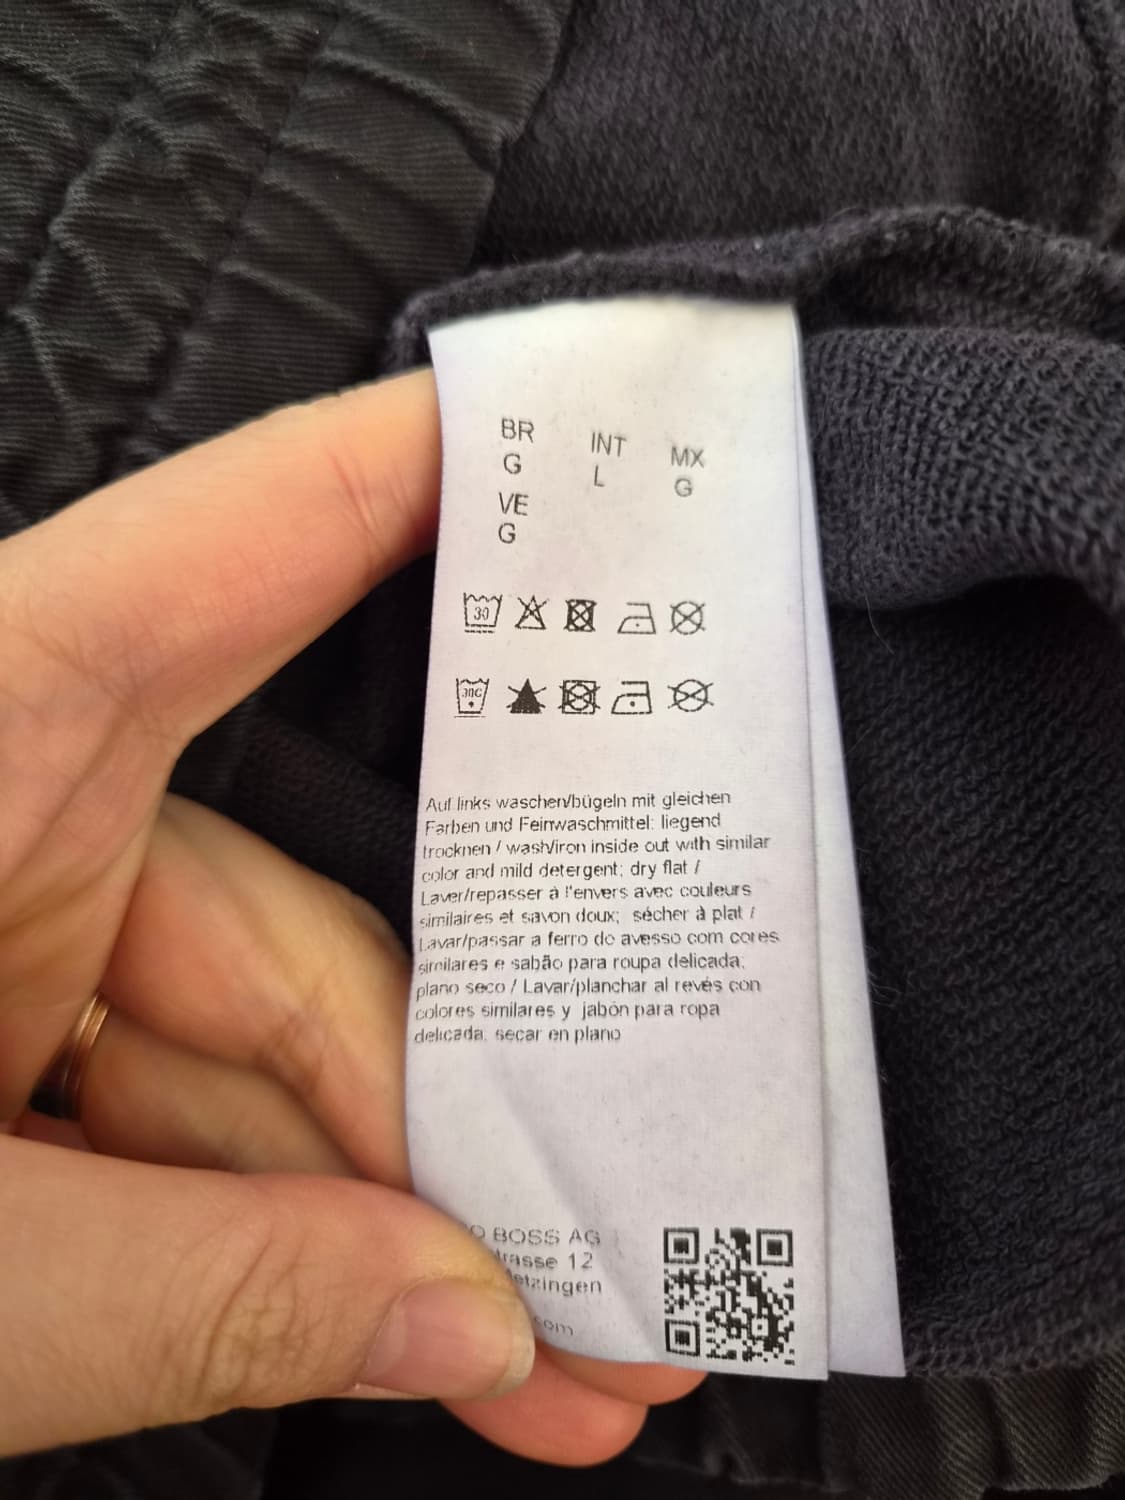 BR INT MX
G L G
VE
G
30
30C
Auf links waschen/bügeln mit gleichen
Farben und Feinwaschmittel: liegend
trocknen / wash/iron inside out with similar
color and mild detergent; dry flat /
Laver/repasser à l'envers avec couleurs
similaires et savon doux; sécher à plat /
Lavar/passar a ferro do avesso com cores
similares e sabão para roupa delicada;
plano seco / Lavar/planchar al revés con
colores similares y jabón para ropa
delicada; secar en plano
O BOSS AG
trasse 12
Metzingen
.com